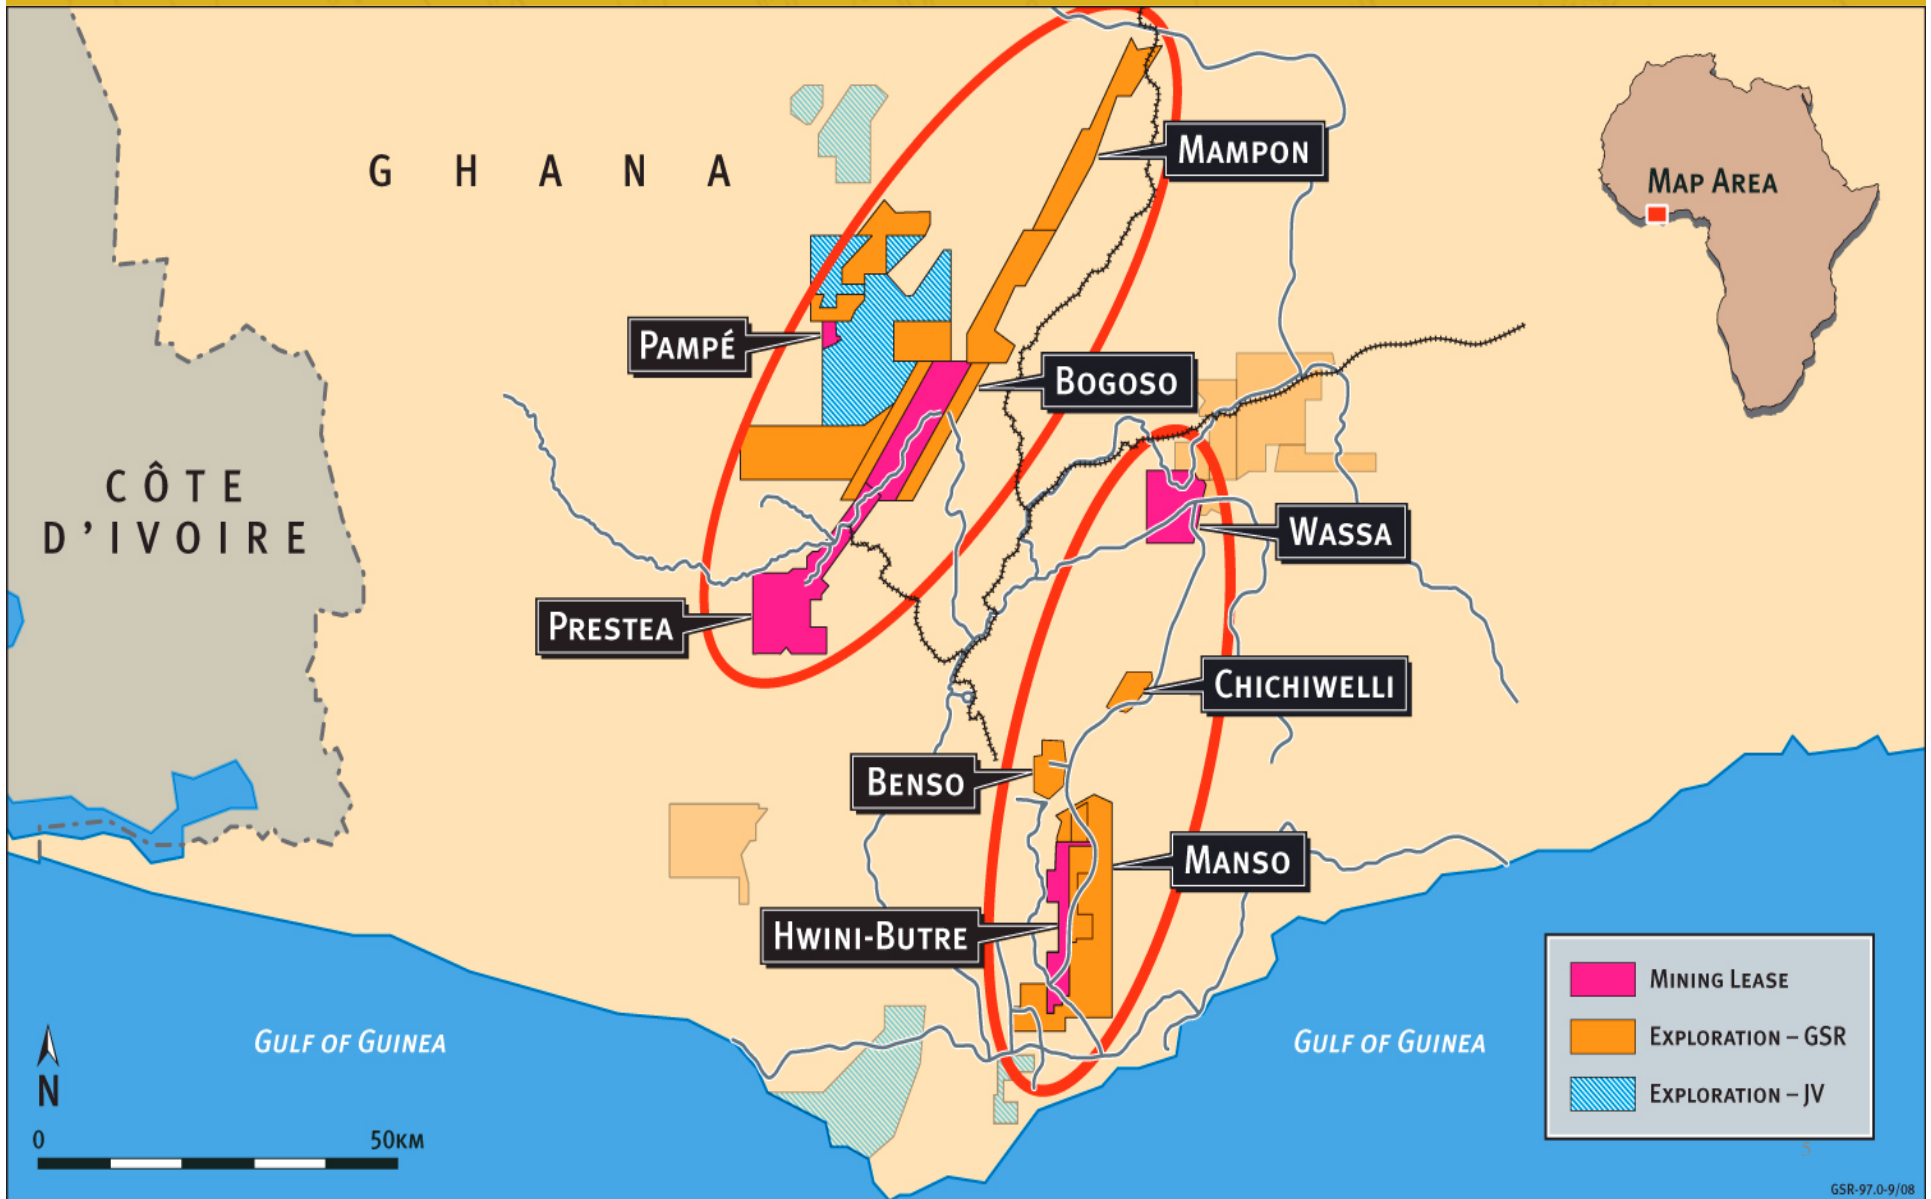 GHANA
MAMPON
MAP AREA
PAMPÉ
BOGOSO
CÔTE
D'IVOIRE
WASSA
PRESTEA
CHICHIWELLI
BENSO
MANSO
HWINI-BUTRE
MINING LEASE
EXPLORATION – GSR
EXPLORATION – JV
GULF OF GUINEA
GULF OF GUINEA
N
0 50KM
5
GSR-97.0-9/08